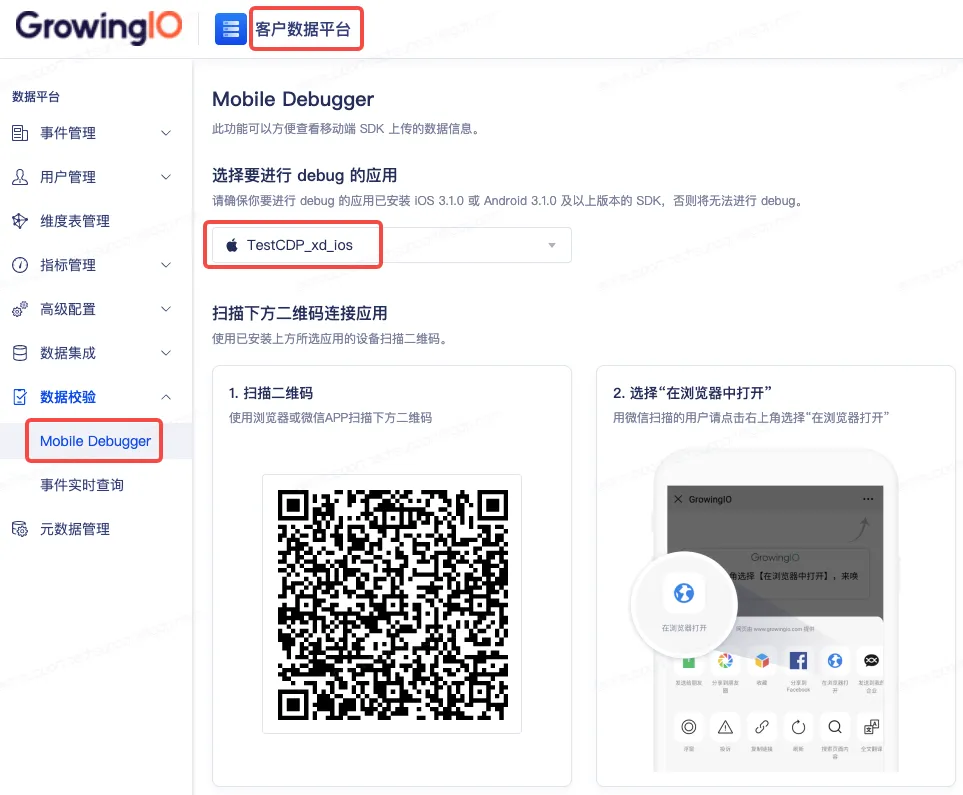 GrowingIO
客户数据平台
数据平台
事件管理
用户管理
维度表管理
指标管理
高级配置
数据集成
数据校验
Mobile Debugger
事件实时查询
元数据管理
Mobile Debugger
此功能可以方便查看移动端 SDK 上传的数据信息。
选择要进行 debug 的应用
请确保你要进行 debug 的应用已安装 iOS 3.1.0 或 Android 3.1.0 及以上版本的 SDK，否则将无法进行 debug。
TestCDP_xd_ios
扫描下方二维码连接应用
使用已安装上方所选应用的设备扫描二维码。
1. 扫描二维码
使用浏览器或微信APP扫描下方二维码
2. 选择“在浏览器中打开”
用微信扫描的用户请点击右上角选择“在浏览器打开”
GrowingIO
GrowingIO
角选择【在浏览器中打开】，来唤
在浏览器打开
网页由 www.growingio.com 提供
发送给朋友
分享到朋友圈
收藏
分享到 Facebook
在浏览器打开
浮窗
投诉
复制链接
刷新
搜索页面内容
全文翻译